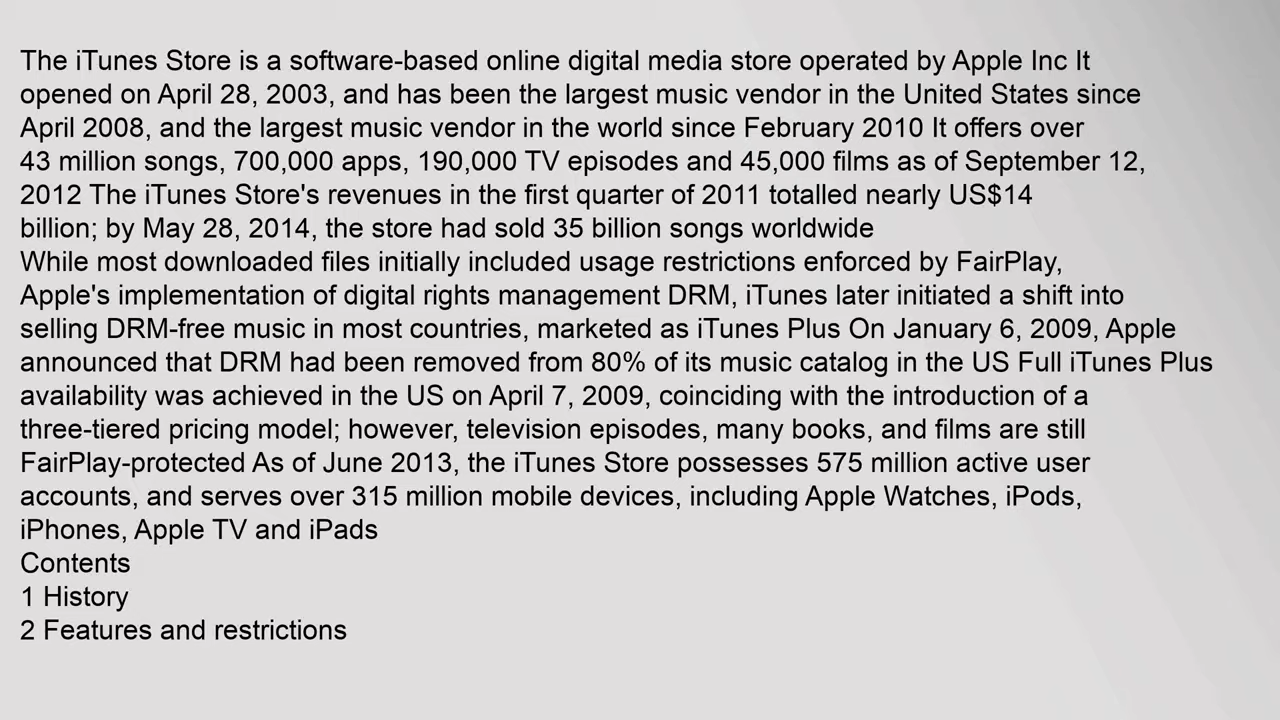 The iTunes Store is a software-based online digital media store operated by Apple Inc It
opened on April 28, 2003, and has been the largest music vendor in the United States since
April 2008, and the largest music vendor in the world since February 2010 It offers over
43 million songs, 700,000 apps, 190,000 TV episodes and 45,000 films as of September 12,
2012 The iTunes Store's revenues in the first quarter of 2011 totalled nearly US$14
billion; by May 28, 2014, the store had sold 35 billion songs worldwide
While most downloaded files initially included usage restrictions enforced by FairPlay,
Apple's implementation of digital rights management DRM, iTunes later initiated a shift into
selling DRM-free music in most countries, marketed as iTunes Plus On January 6, 2009, Apple
announced that DRM had been removed from 80% of its music catalog in the US Full iTunes Plus
availability was achieved in the US on April 7, 2009, coinciding with the introduction of a
three-tiered pricing model; however, television episodes, many books, and films are still
FairPlay-protected As of June 2013, the iTunes Store possesses 575 million active user
accounts, and serves over 315 million mobile devices, including Apple Watches, iPods,
iPhones, Apple TV and iPads
Contents
1 History
2 Features and restrictions